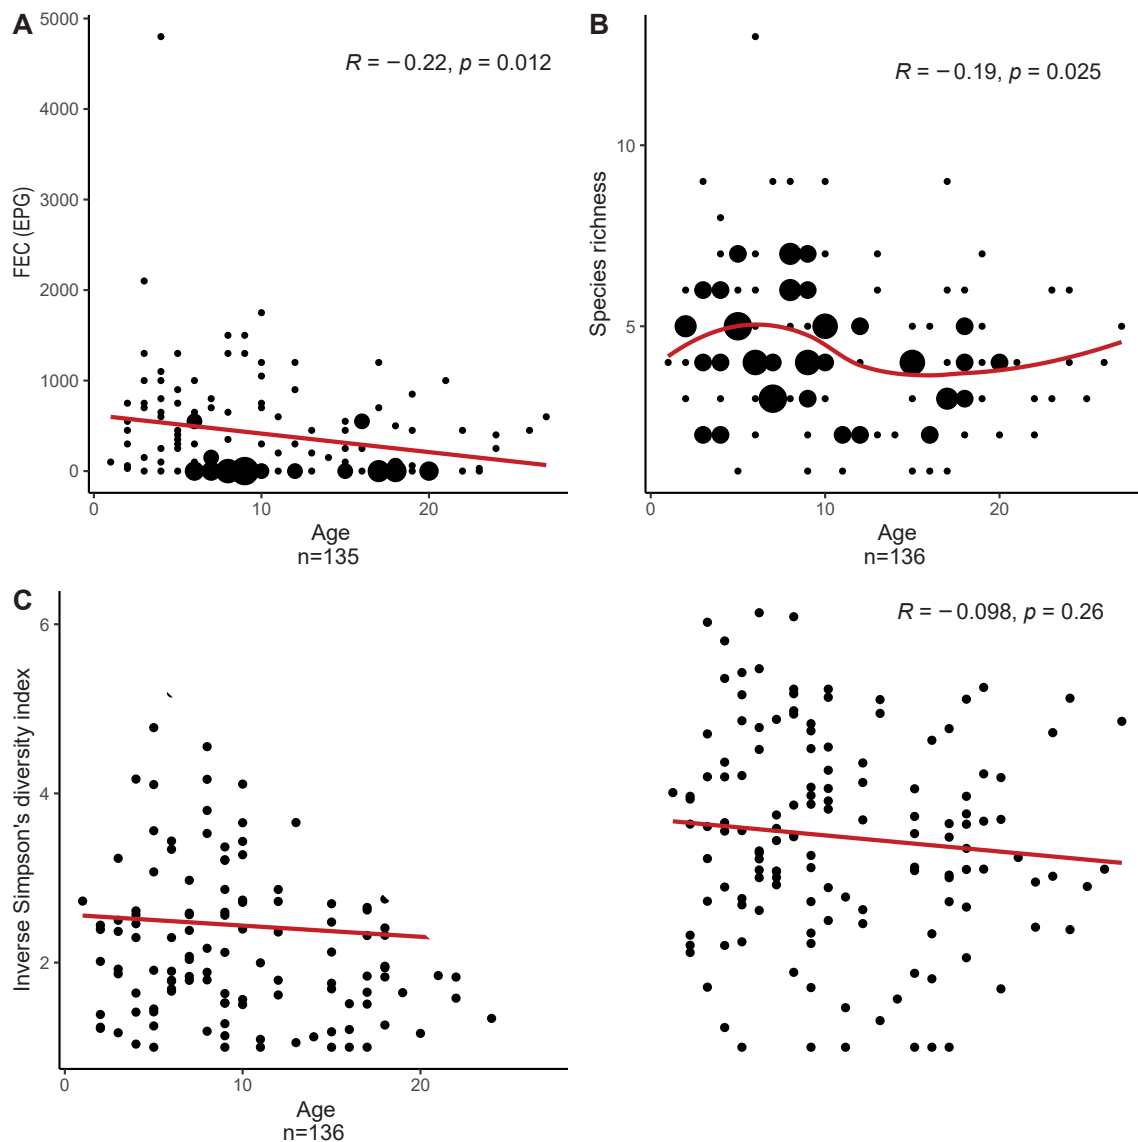 A
5000
4000
3000
2000
1000
0
FEC (EPG)
R = −0.22, p = 0.012
0 10 20
Age
n=135
B
10
5
Species richness
R = −0.19, p = 0.025
0 10 20
Age
n=136
C
6
4
2
Inverse Simpson's diversity index
0 10 20
Age
n=136
R = −0.098, p = 0.26